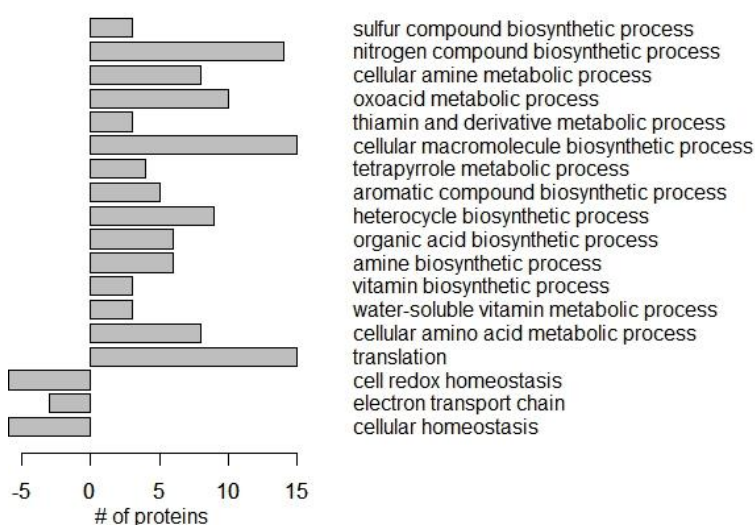 sulfur compound biosynthetic process
nitrogen compound biosynthetic process
cellular amine metabolic process
oxoacid metabolic process
thiamin and derivative metabolic process
cellular macromolecule biosynthetic process
tetrapyrrole metabolic process
aromatic compound biosynthetic process
heterocycle biosynthetic process
organic acid biosynthetic process
amine biosynthetic process
vitamin biosynthetic process
water-soluble vitamin metabolic process
cellular amino acid metabolic process
translation
cell redox homeostasis
electron transport chain
cellular homeostasis
-5 0 5 10 15
# of proteins